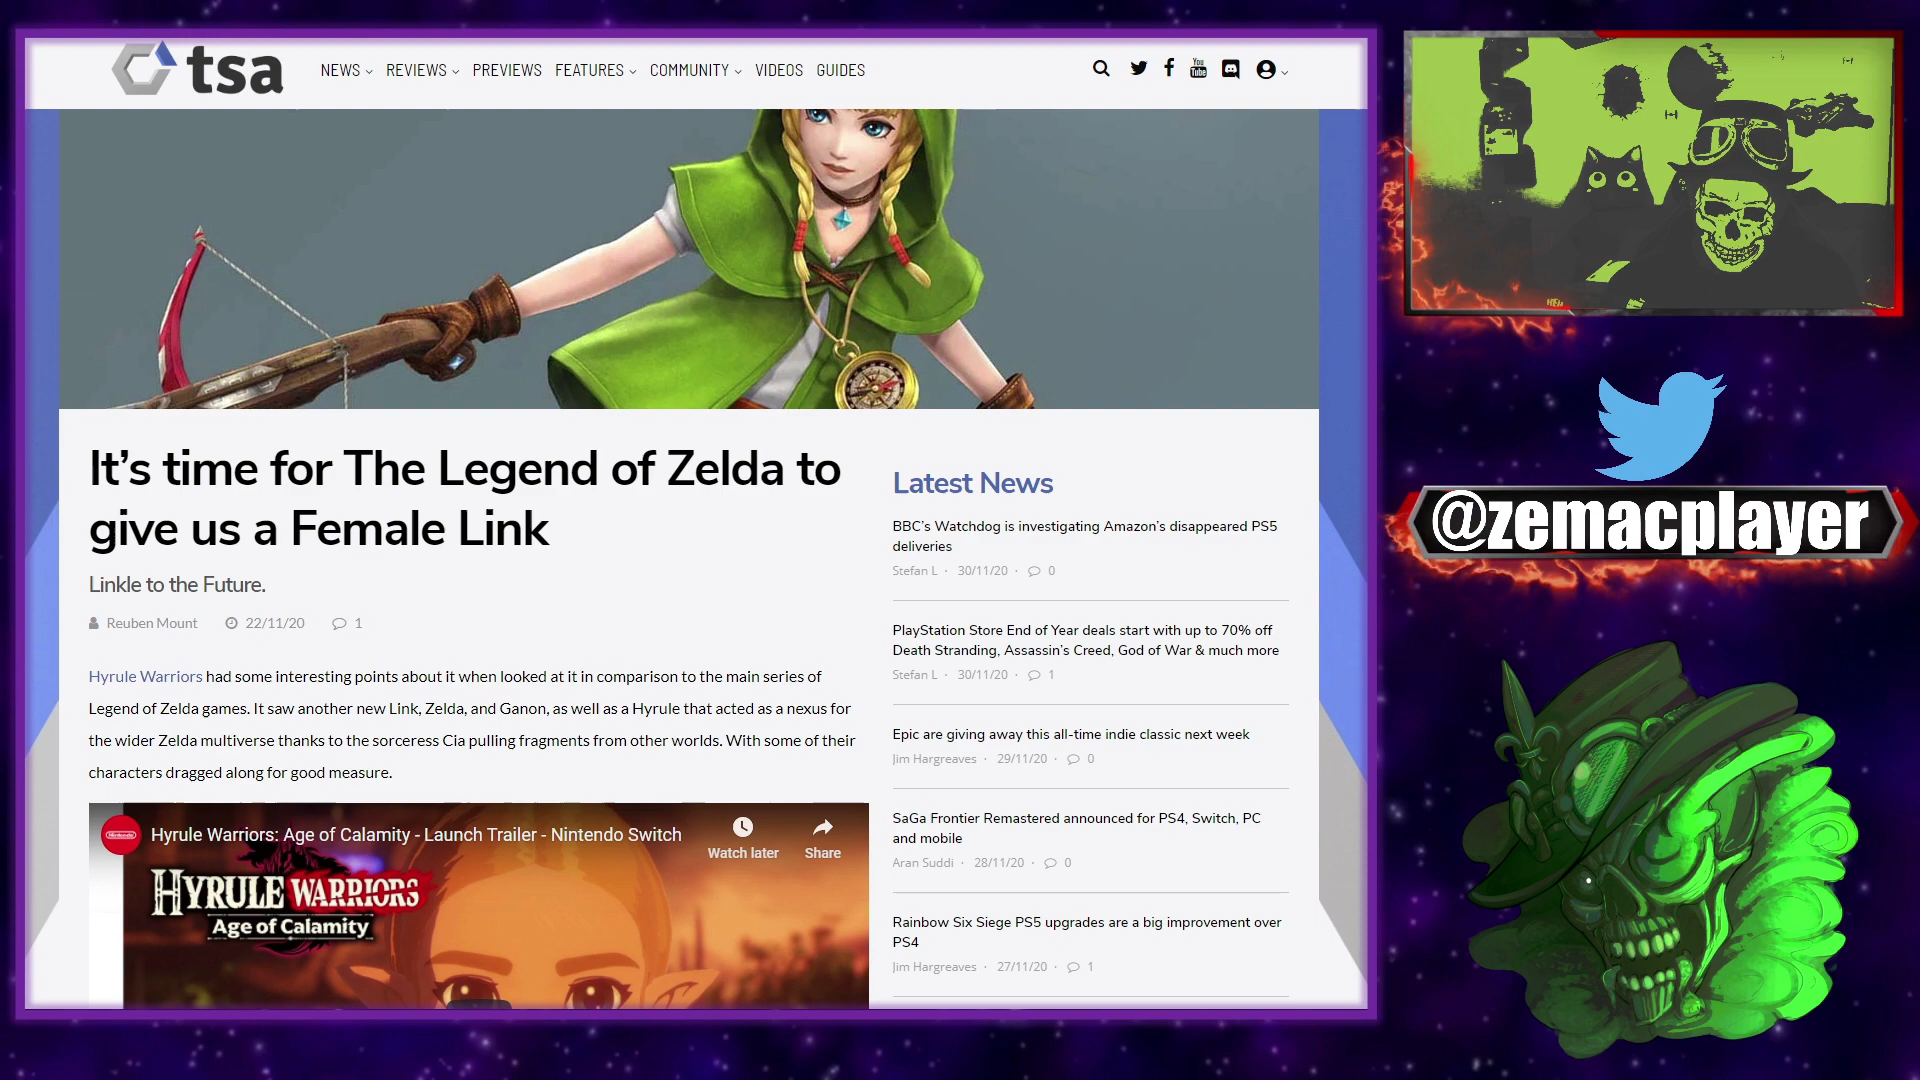 tsa
NEWS REVIEWS PREVIEWS FEATURES COMMUNITY VIDEOS GUIDES
You
Tube
It's time for The Legend of Zelda to
give us a Female Link
Linkle to the Future.
Reuben Mount 22/11/20 1
Hyrule Warriors had some interesting points about it when looked at it in comparison to the main series of
Legend of Zelda games. It saw another new Link, Zelda, and Ganon, as well as a Hyrule that acted as a nexus for
the wider Zelda multiverse thanks to the sorceress Cia pulling fragments from other worlds. With some of their
characters dragged along for good measure.
Nintendo
Hyrule Warriors: Age of Calamity - Launch Trailer - Nintendo Switch
Watch later
Share
HYRULE WARRIORS
Age of Calamity
Latest News
BBC's Watchdog is investigating Amazon's disappeared PS5
deliveries
Stefan L · 30/11/20 · 0
PlayStation Store End of Year deals start with up to 70% off
Death Stranding, Assassin's Creed, God of War & much more
Stefan L · 30/11/20 · 1
Epic are giving away this all-time indie classic next week
Jim Hargreaves · 29/11/20 · 0
SaGa Frontier Remastered announced for PS4, Switch, PC
and mobile
Aran Suddi · 28/11/20 · 0
Rainbow Six Siege PS5 upgrades are a big improvement over
PS4
Jim Hargreaves · 27/11/20 · 1
@zemacplayer